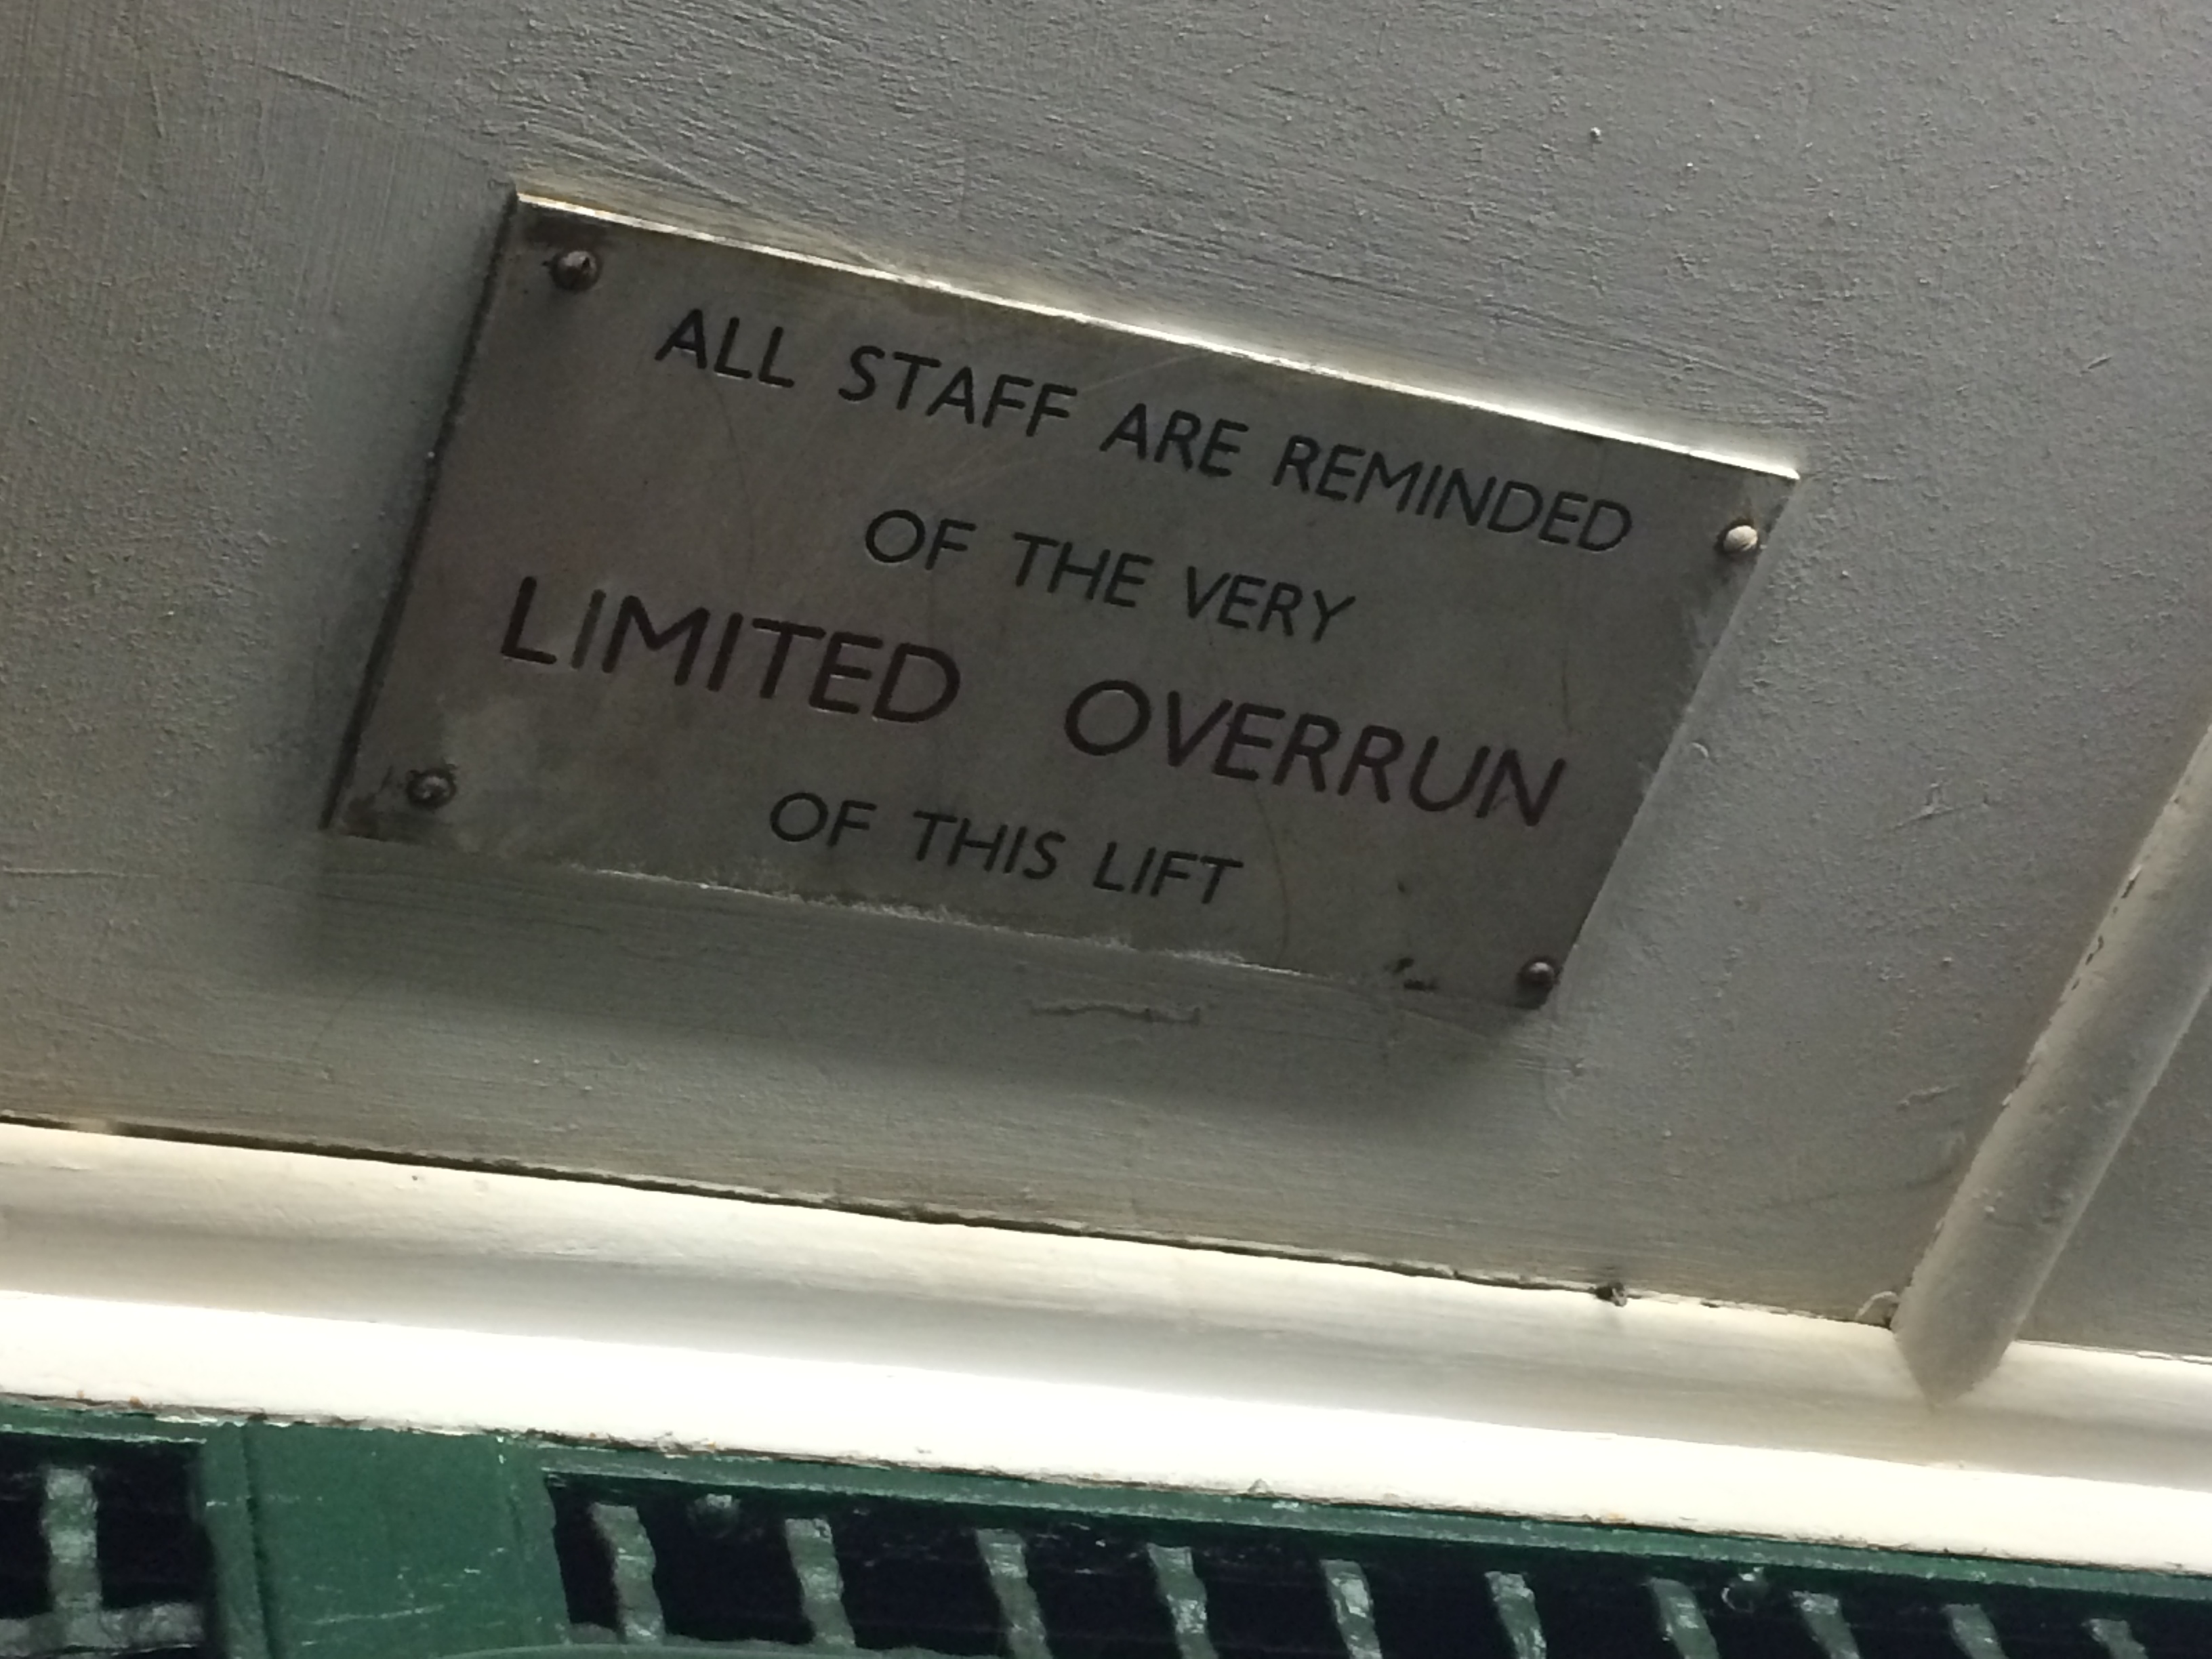 ALL STAFF ARE REMINDED
OF THE VERY
LIMITED OVERRUN
OF THIS LIFT